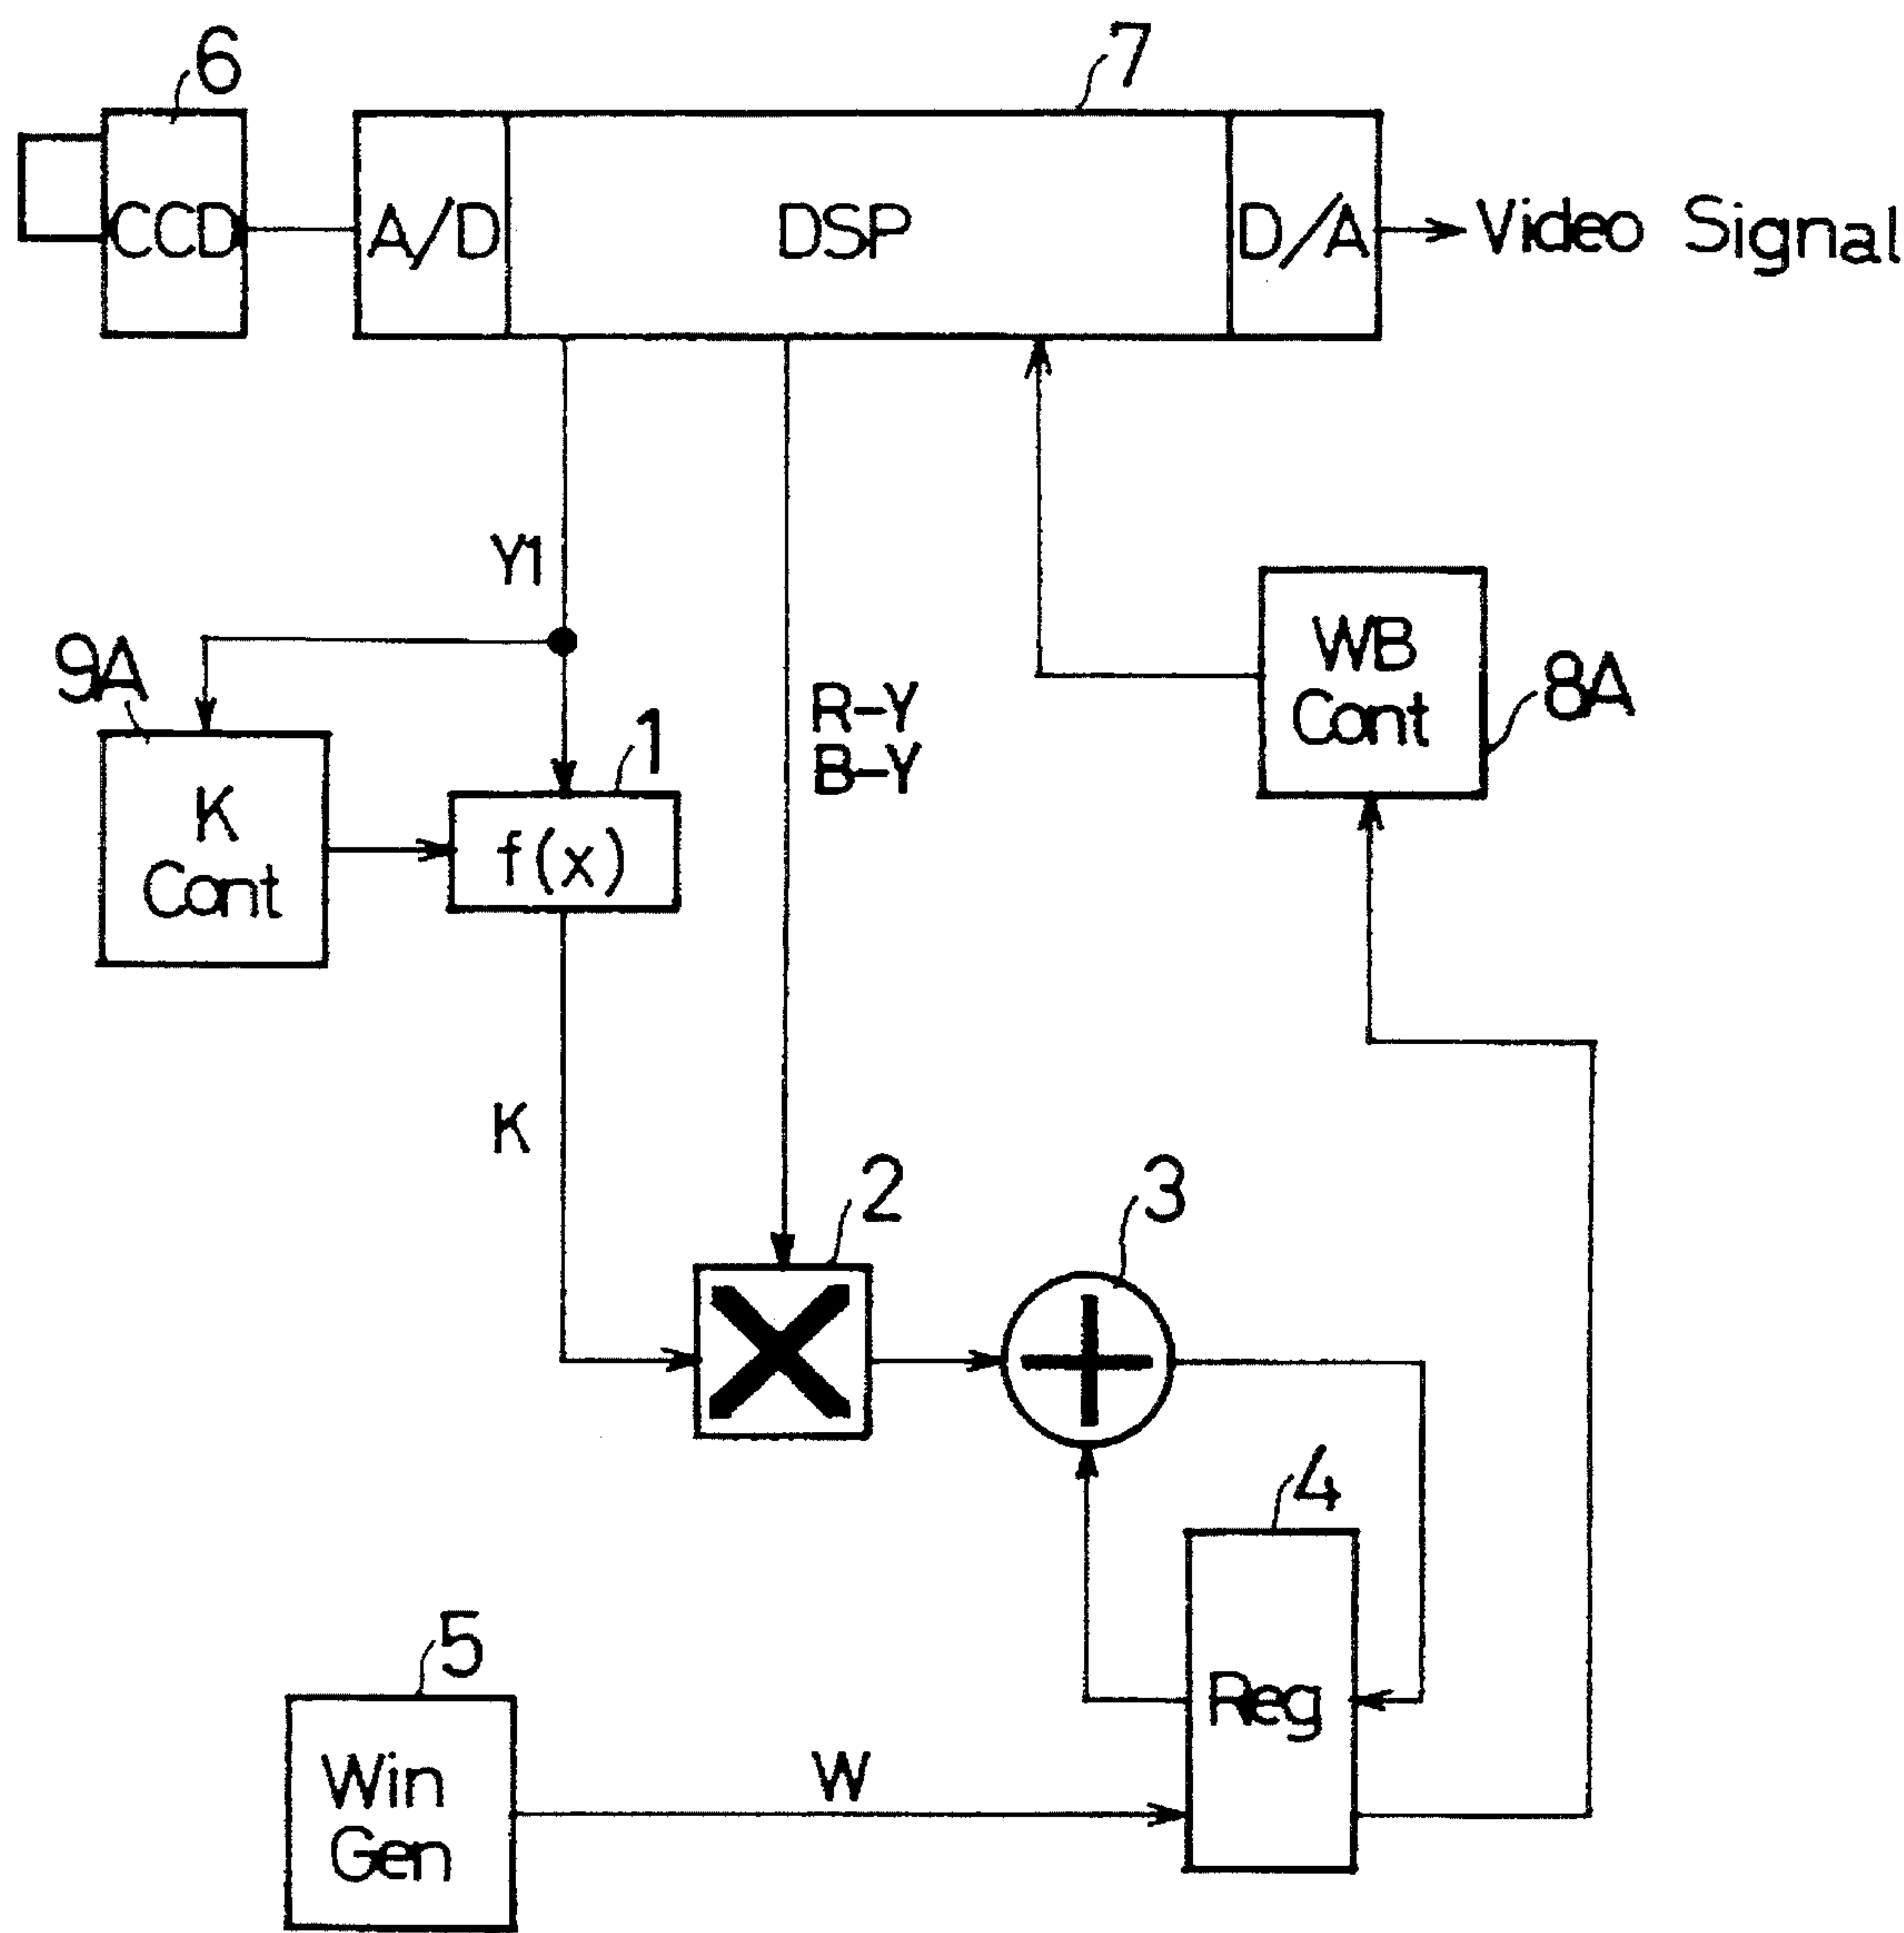 6
7
CCD
A/D
DSP
D/A
Video Signal
Y1
9A
WB
Cont
8A
R-Y
B-Y
1
K
Cont
f(x)
K
2
3
4
5
Reg
W
Win
Gen